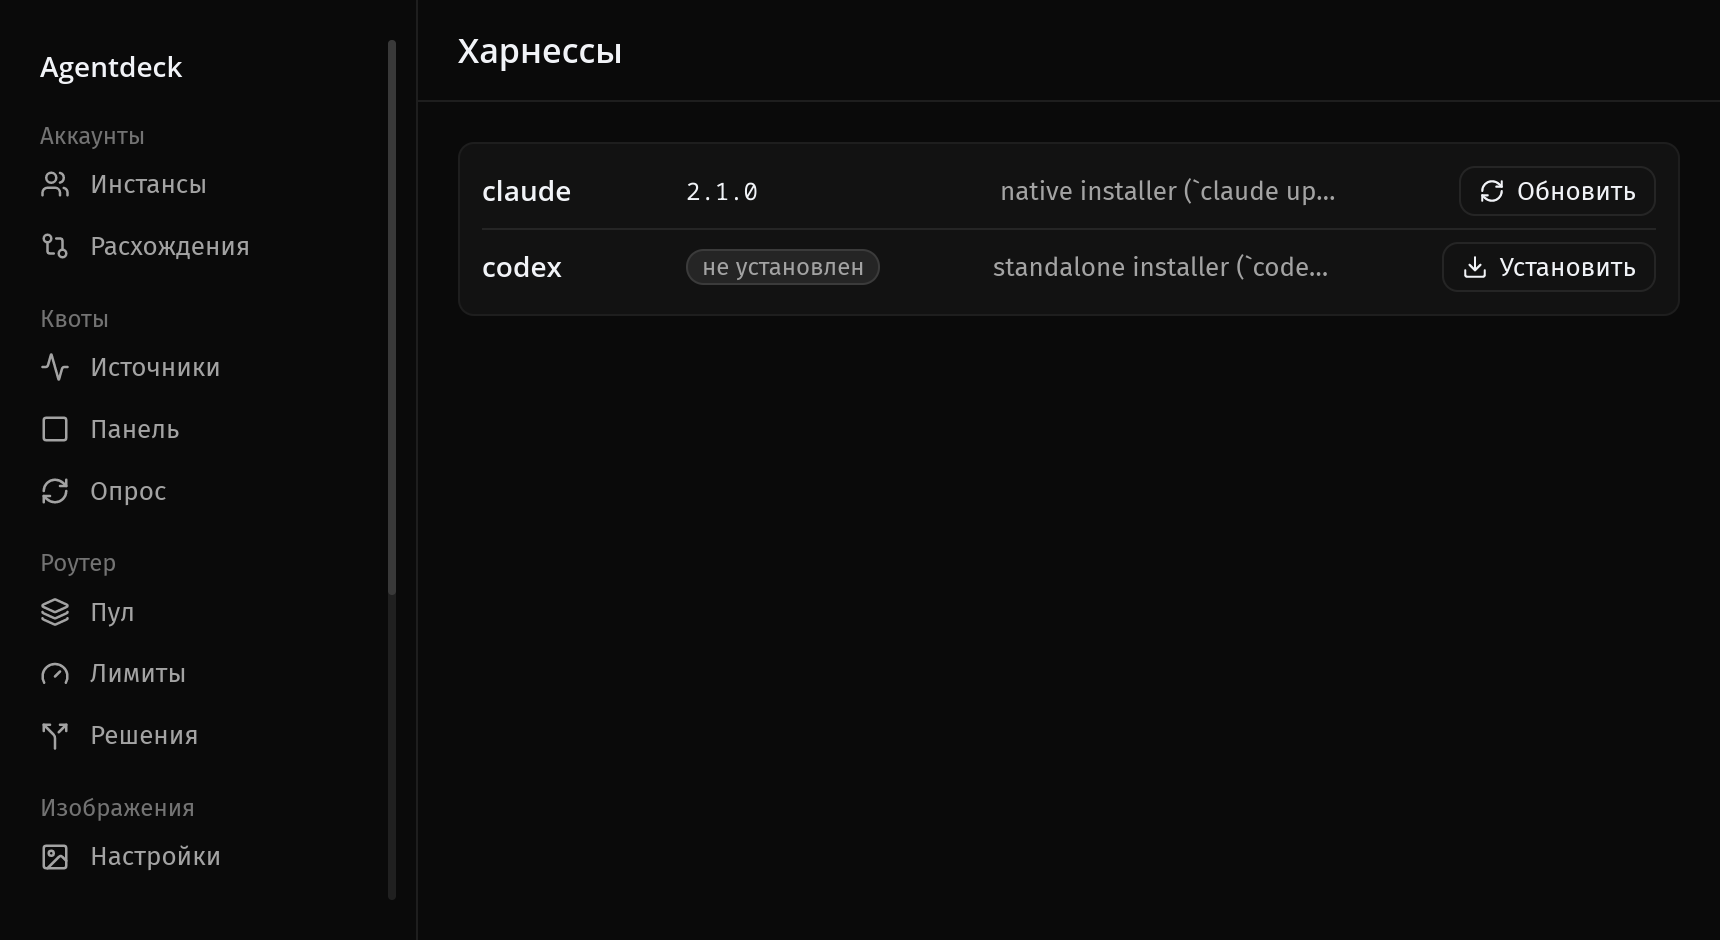 Agentdeck
Аккаунты
Инстансы
Расхождения
Квоты
Источники
Панель
Опрос
Роутер
Пул
Лимиты
Решения
Изображения
Настройки
Харнессы
claude 2.1.0 native installer (`claude up... Обновить
codex не установлен standalone installer (`code... Установить